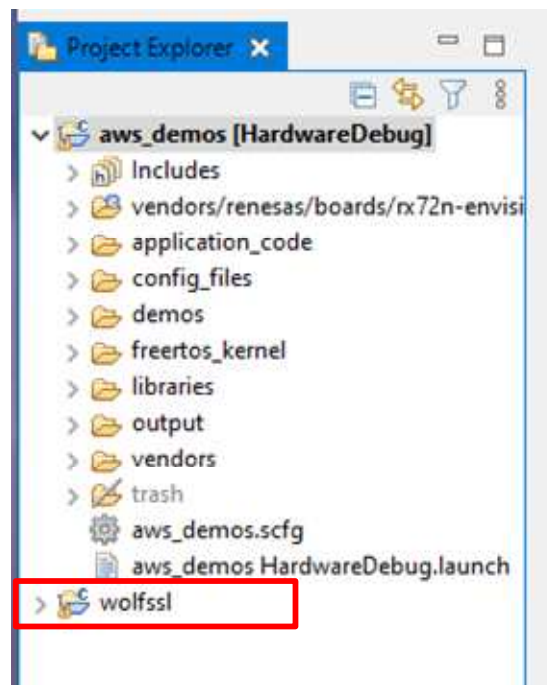 Project Explorer
aws_demos [HardwareDebug]
Includes
vendors/renesas/boards/rx72n-envisi
application_code
config_files
demos
freertos_kernel
libraries
output
vendors
trash
aws_demos.scfg
aws_demos HardwareDebug.launch
wolfssl